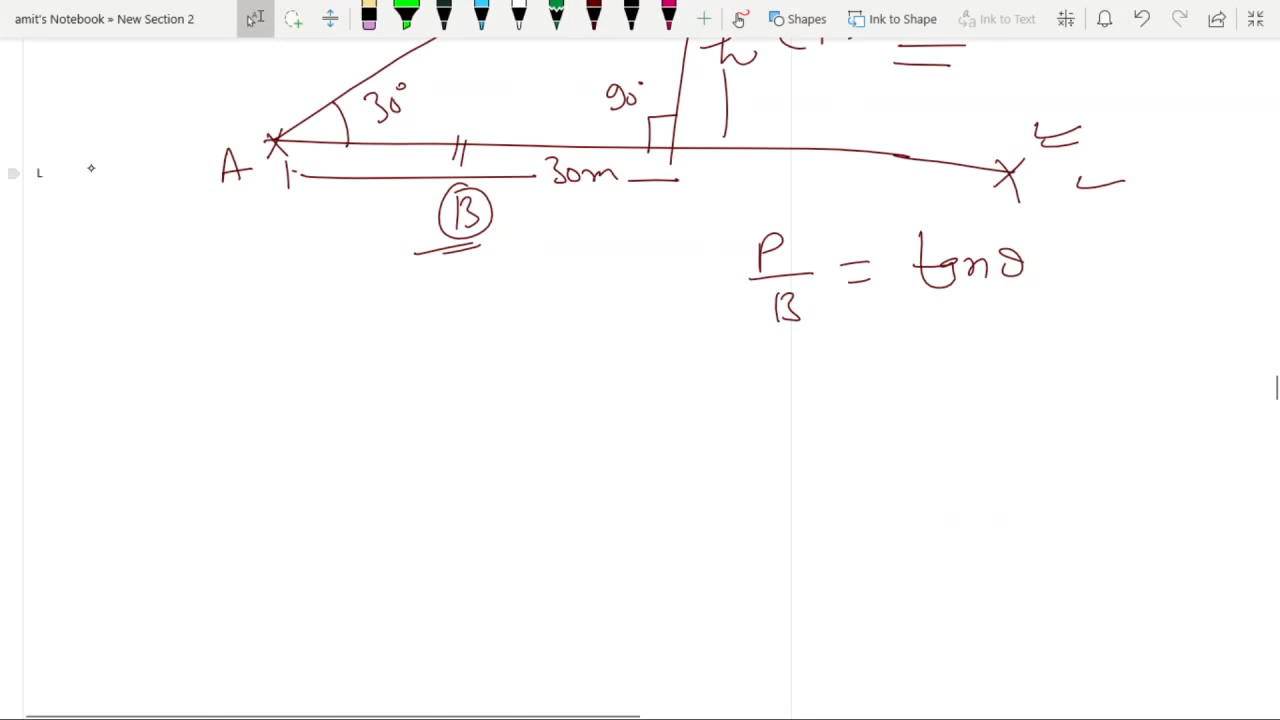 amit's Notebook » New Section 2
Shapes Ink to Shape Ink to Text
h
30° 90°
A 30m
B
P/B = tanθ